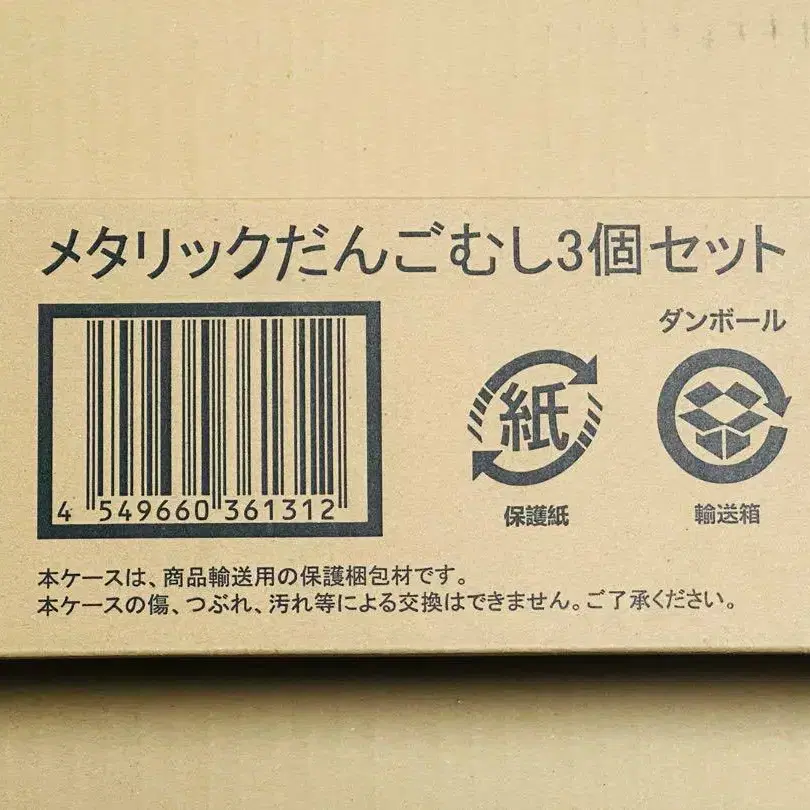 メタリックだんごむし3個セット
ダンボール
紙
4 549660 361312
保護紙
輸送箱
本ケースは、商品輸送用の保護梱包材です。
本ケースの傷、つぶれ、汚れ等による交換はできません。ご了承ください。